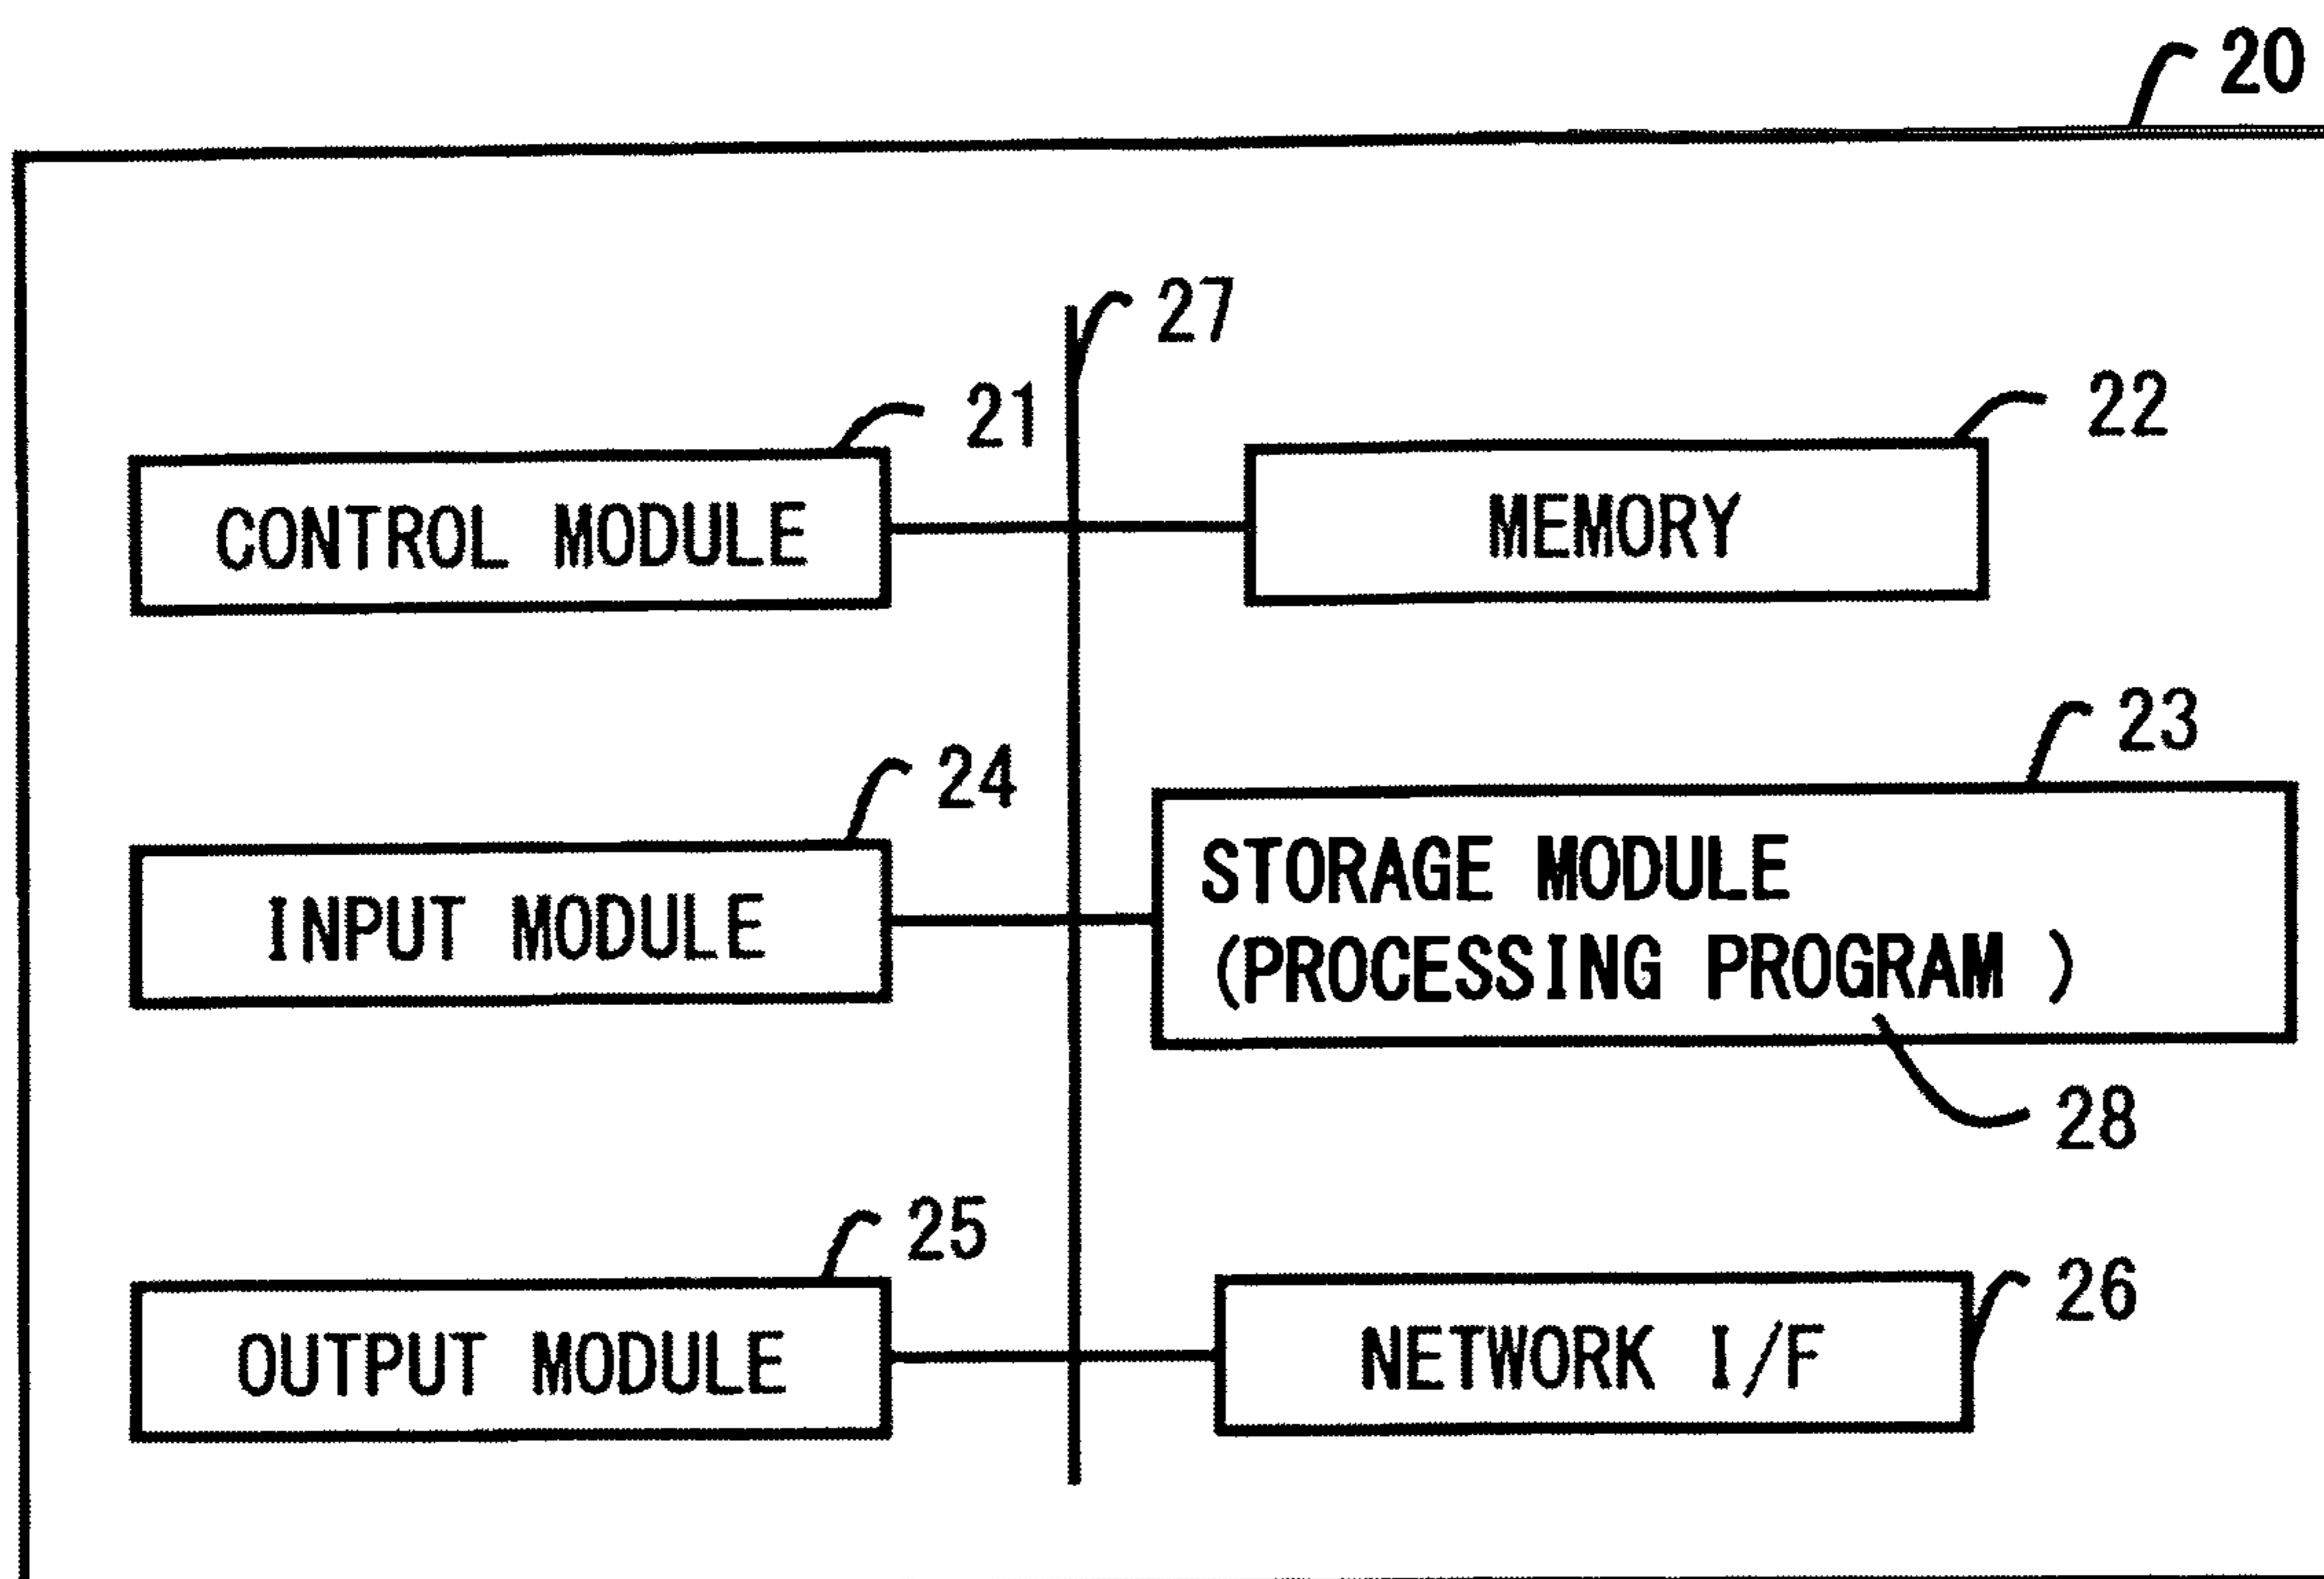 20
27
21
22
CONTROL MODULE
MEMORY
23
24
STORAGE MODULE
(PROCESSING PROGRAM )
INPUT MODULE
28
25
26
OUTPUT MODULE
NETWORK I/F